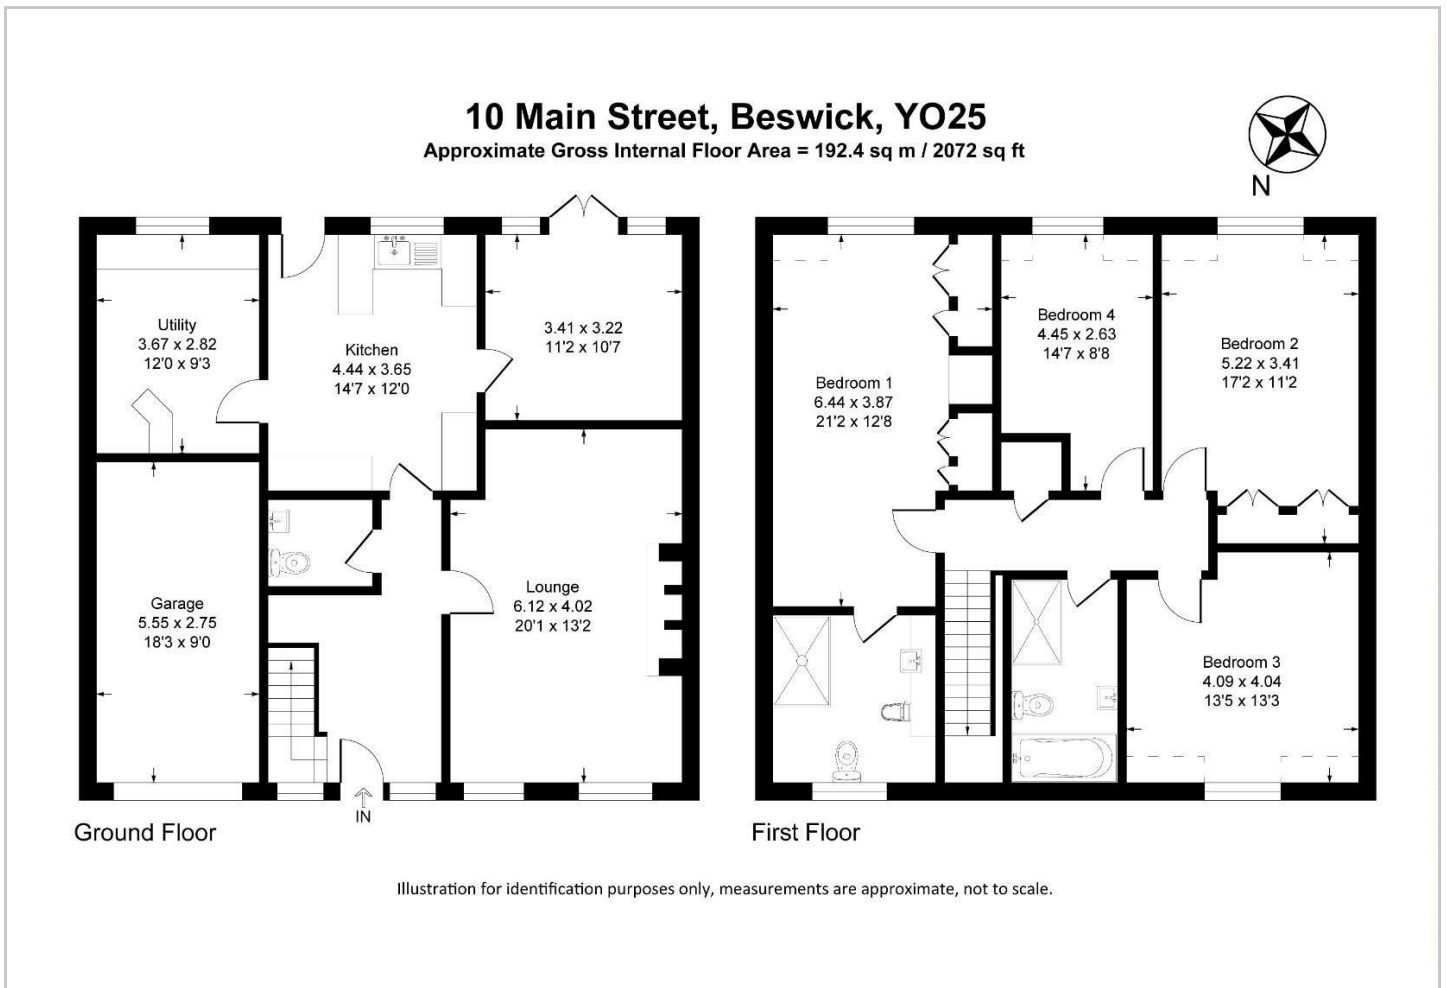 10 Main Street, Beswick, YO25
Approximate Gross Internal Floor Area = 192.4 sq m / 2072 sq ft
N
Utility
3.67 x 2.82
12'0 x 9'3
Kitchen
4.44 x 3.65
14'7 x 12'0
3.41 x 3.22
11'2 x 10'7
Garage
5.55 x 2.75
18'3 x 9'0
Lounge
6.12 x 4.02
20'1 x 13'2
IN
Ground Floor
Bedroom 1
6.44 x 3.87
21'2 x 12'8
Bedroom 4
4.45 x 2.63
14'7 x 8'8
Bedroom 2
5.22 x 3.41
17'2 x 11'2
Bedroom 3
4.09 x 4.04
13'5 x 13'3
First Floor
Illustration for identification purposes only, measurements are approximate, not to scale.